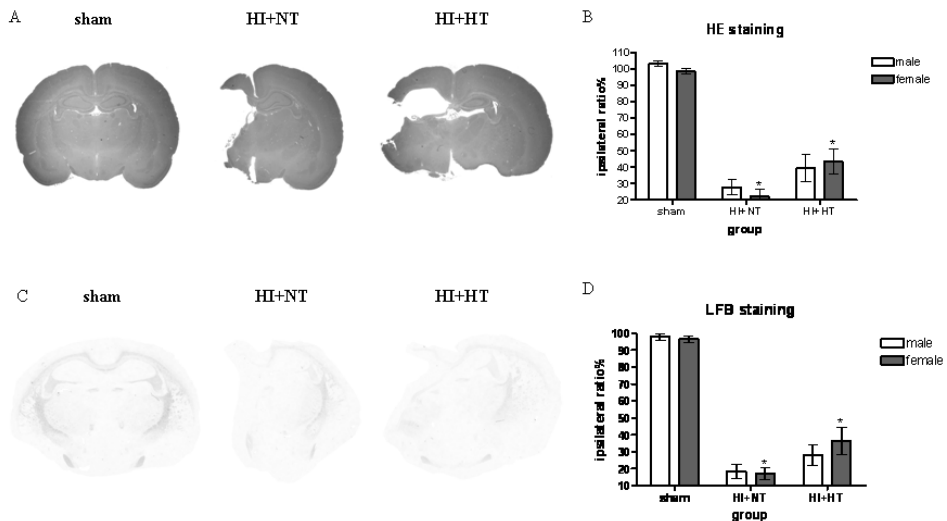 A
sham
HI+NT
HI+HT
B
HE staining
ipsilateral ratio%
110
100
90
80
70
60
50
40
30
20
male
female
*
*
sham
HI+NT
HI+HT
group
C
sham
HI+NT
HI+HT
D
LFB staining
ipsilateral ratio%
100
90
80
70
60
50
40
30
20
10
male
female
*
*
sham
HI+NT
HI+HT
group